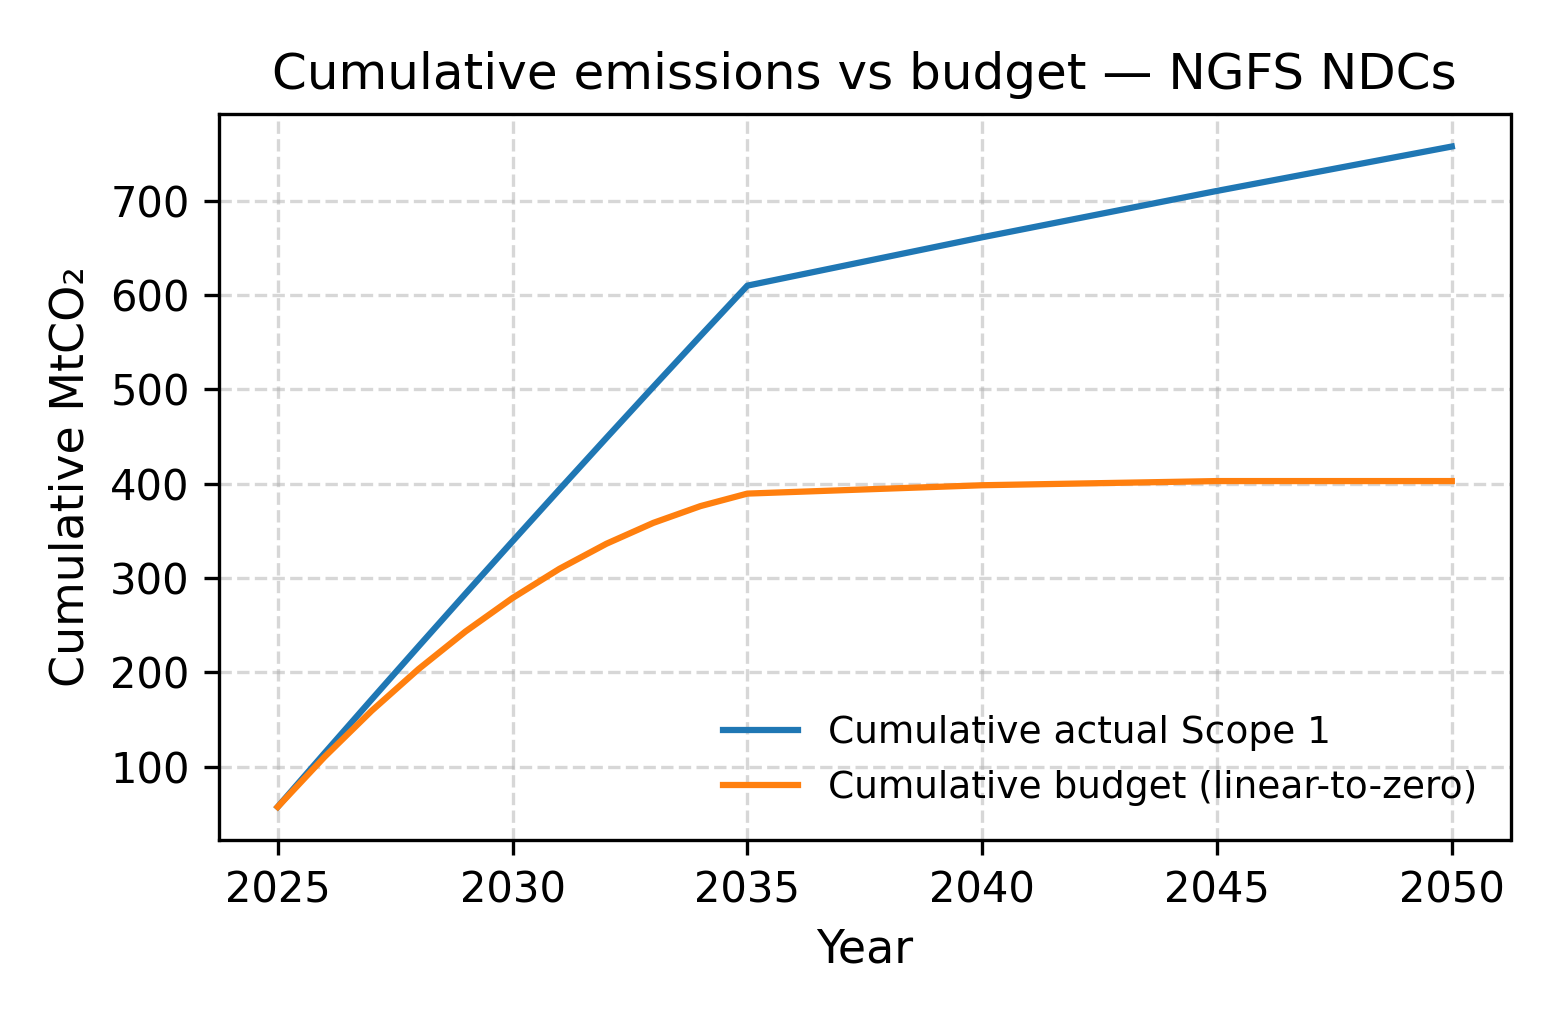 Cumulative emissions vs budget — NGFS NDCs
Cumulative MtCO₂
700
600
500
400
300
200
100
Cumulative actual Scope 1
Cumulative budget (linear-to-zero)
2025 2030 2035 2040 2045 2050
Year